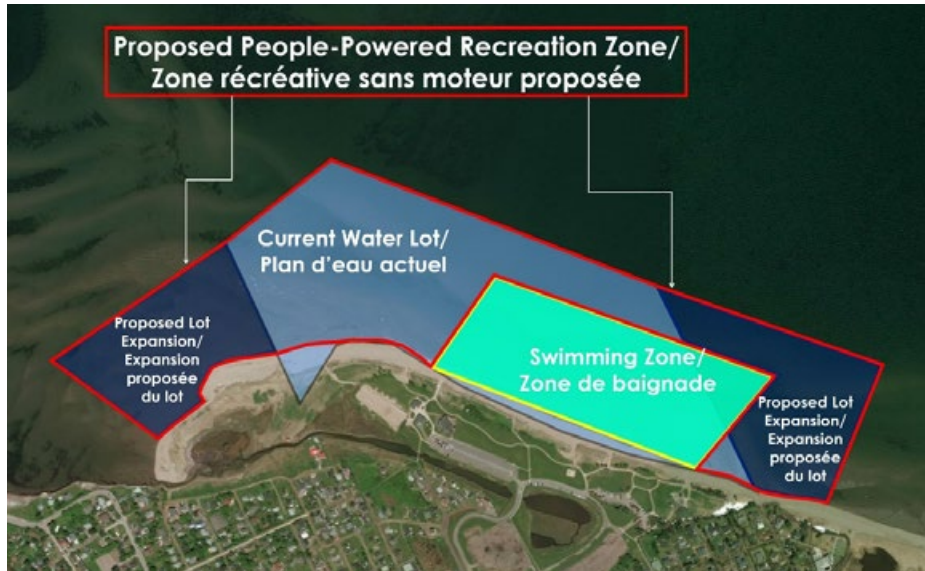 Proposed People-Powered Recreation Zone/
Zone récréative sans moteur proposée
Current Water Lot/
Plan d'eau actuel
Proposed Lot
Expansion/
Expansion
proposée
du lot
Swimming Zone/
Zone de baignade
Proposed Lot
Expansion/
Expansion
proposée
du lot